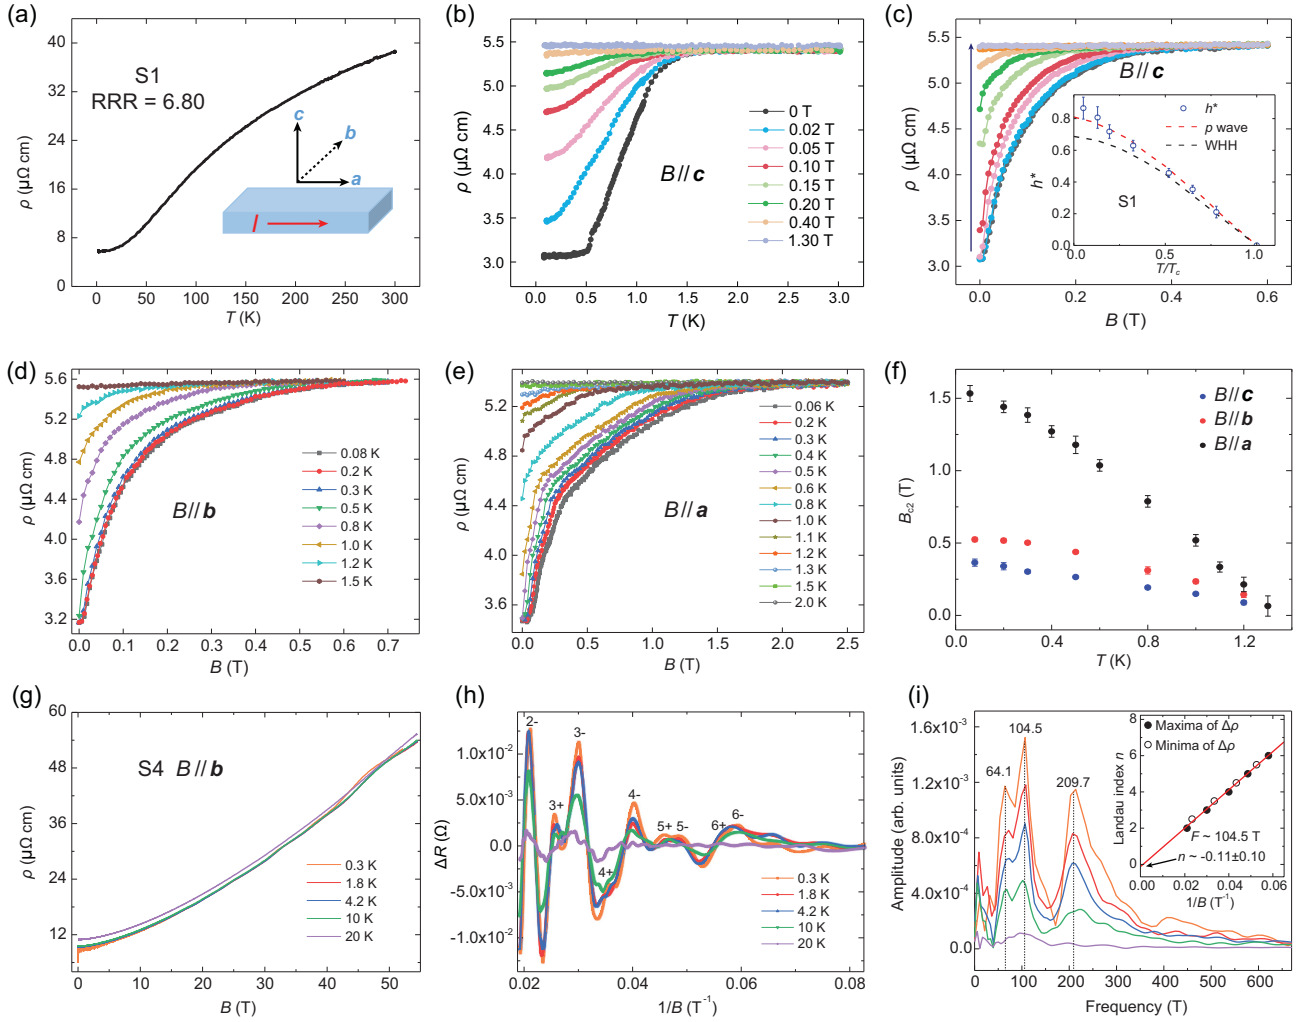 (a)
40
32
24
16
8
0
ρ (μΩ cm)
S1
RRR = 6.80
c
b
a
I
0 50 100 150 200 250 300
T (K)
(b)
5.5
5.0
4.5
4.0
3.5
3.0
ρ (μΩ cm)
B // c
0 T
0.02 T
0.05 T
0.10 T
0.15 T
0.20 T
0.40 T
1.30 T
0.0 0.5 1.0 1.5 2.0 2.5 3.0
T (K)
(c)
5.5
5.0
4.5
4.0
3.5
3.0
ρ (μΩ cm)
B // c
h*
p wave
WHH
S1
0.8
0.6
0.4
0.2
0.0
h*
0.0 0.5 1.0
T/Tc
0.0 0.2 0.4 0.6
B (T)
(d)
5.6
5.2
4.8
4.4
4.0
3.6
3.2
ρ (μΩ cm)
B // b
0.08 K
0.2 K
0.3 K
0.5 K
0.8 K
1.0 K
1.2 K
1.5 K
0.0 0.1 0.2 0.3 0.4 0.5 0.6 0.7
B (T)
(e)
5.2
4.8
4.4
4.0
3.6
ρ (μΩ cm)
B // a
0.06 K
0.2 K
0.3 K
0.4 K
0.5 K
0.6 K
0.8 K
1.0 K
1.1 K
1.2 K
1.3 K
1.5 K
2.0 K
0.0 0.5 1.0 1.5 2.0 2.5
B (T)
(f)
1.5
1.0
0.5
0.0
Bc2 (T)
B // c
B // b
B // a
0.0 0.4 0.8 1.2
T (K)
(g)
60
48
36
24
12
ρ (μΩ cm)
S4 B // b
0.3 K
1.8 K
4.2 K
10 K
20 K
0 10 20 30 40 50
B (T)
(h)
1.0x10⁻²
5.0x10⁻³
0.0
-5.0x10⁻³
-1.0x10⁻²
ΔR (Ω)
2- 3- 3+ 4- 4+ 5+ 5- 6+ 6-
0.3 K
1.8 K
4.2 K
10 K
20 K
0.02 0.04 0.06 0.08
1/B (T⁻¹)
(i)
1.6x10⁻³
1.2x10⁻³
8.0x10⁻⁴
4.0x10⁻⁴
0.0
Amplitude (arb. units)
64.1
104.5
209.7
8
6
4
2
0
Landau index n
Maxima of Δρ
Minima of Δρ
F ~ 104.5 T
n ~ -0.11±0.10
0.00 0.02 0.04 0.06
1/B (T⁻¹)
0 100 200 300 400 500 600
Frequency (T)